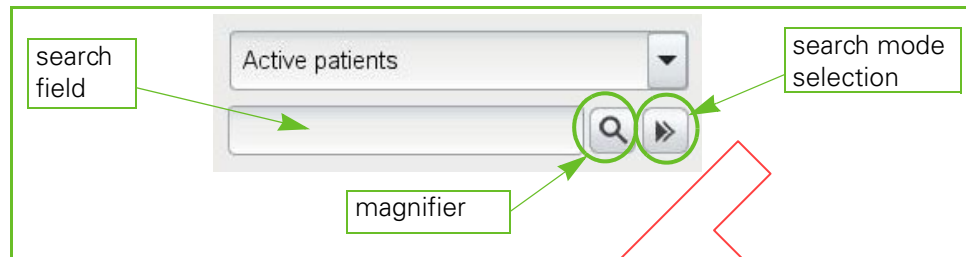 search
field
Active patients
search mode
selection
magnifier